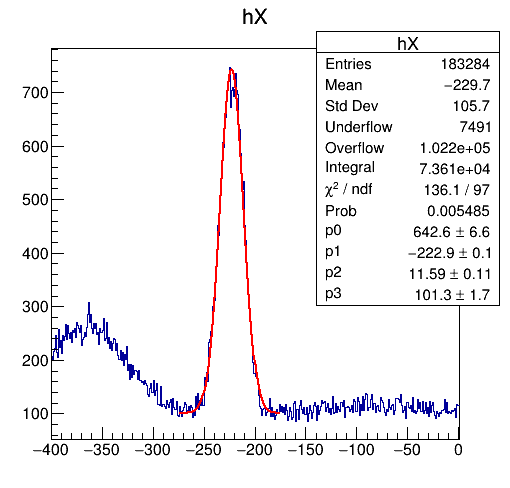 hX
hX
Entries 183284
Mean −229.7
Std Dev 105.7
Underflow 7491
Overflow 1.022e+05
Integral 7.361e+04
χ² / ndf 136.1 / 97
Prob 0.005485
p0 642.6 ± 6.6
p1 −222.9 ± 0.1
p2 11.59 ± 0.11
p3 101.3 ± 1.7
700
600
500
400
300
200
100
−400 −350 −300 −250 −200 −150 −100 −50 0